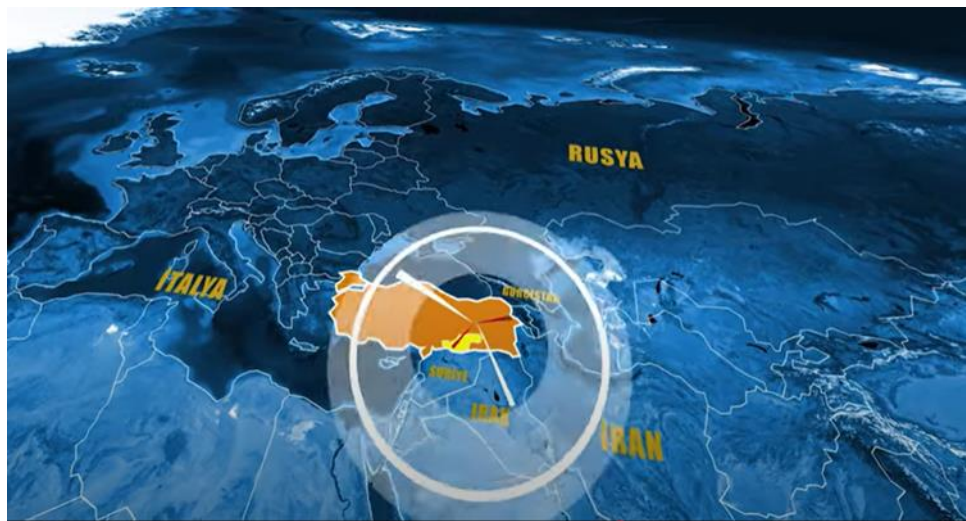 RUSYA
İTALYA
GÜRCİSTAN
SURİYE
IRAK
İRAN